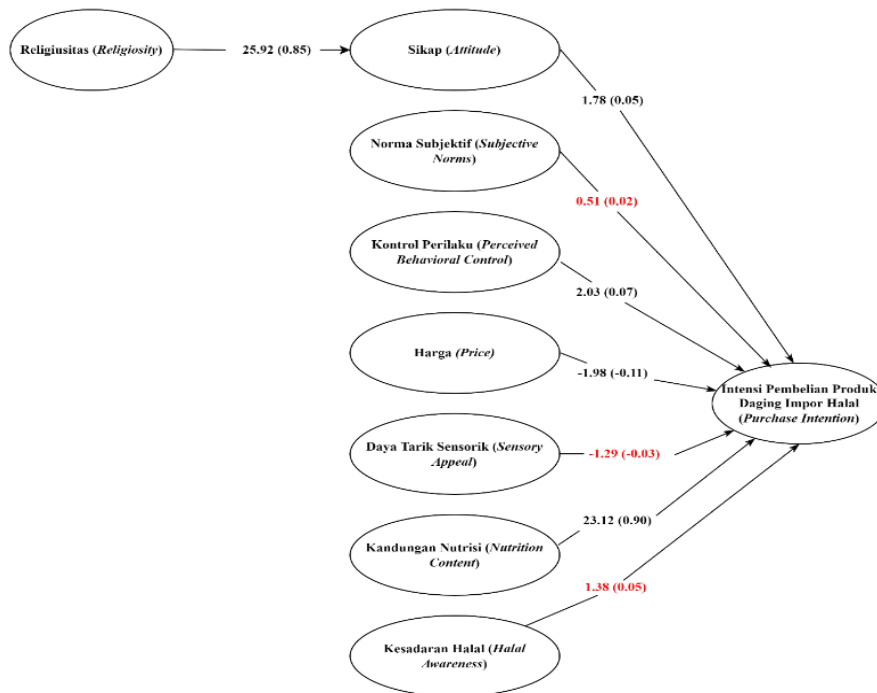 Religiusitas (Religiosity)
25.92 (0.85)
Sikap (Attitude)
1.78 (0.05)
Norma Subjektif (Subjective
Norms)
0.51 (0.02)
Kontrol Perilaku (Perceived
Behavioral Control)
2.03 (0.07)
Harga (Price)
-1.98 (-0.11)
Intensi Pembelian Produk
Daging Impor Halal
(Purchase Intention)
Daya Tarik Sensorik (Sensory
Appeal)
-1.29 (-0.03)
23.12 (0.90)
Kandungan Nutrisi (Nutrition
Content)
1.38 (0.05)
Kesadaran Halal (Halal
Awareness)